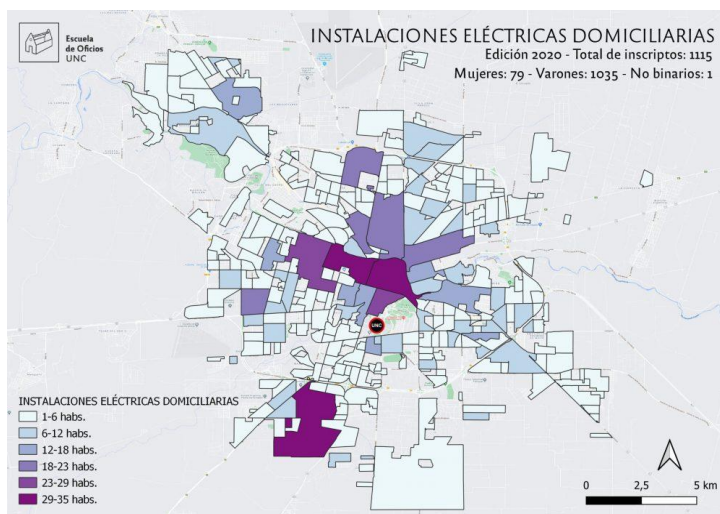 Escuela
de Oficios
UNC
INSTALACIONES ELÉCTRICAS DOMICILIARIAS
Edición 2020 - Total de inscriptos: 1115
Mujeres: 79 - Varones: 1035 - No binarios: 1
UNC
INSTALACIONES ELÉCTRICAS DOMICILIARIAS
1-6 habs.
6-12 habs.
12-18 habs.
18-23 habs.
23-29 habs.
29-35 habs.
0 2,5 5 km